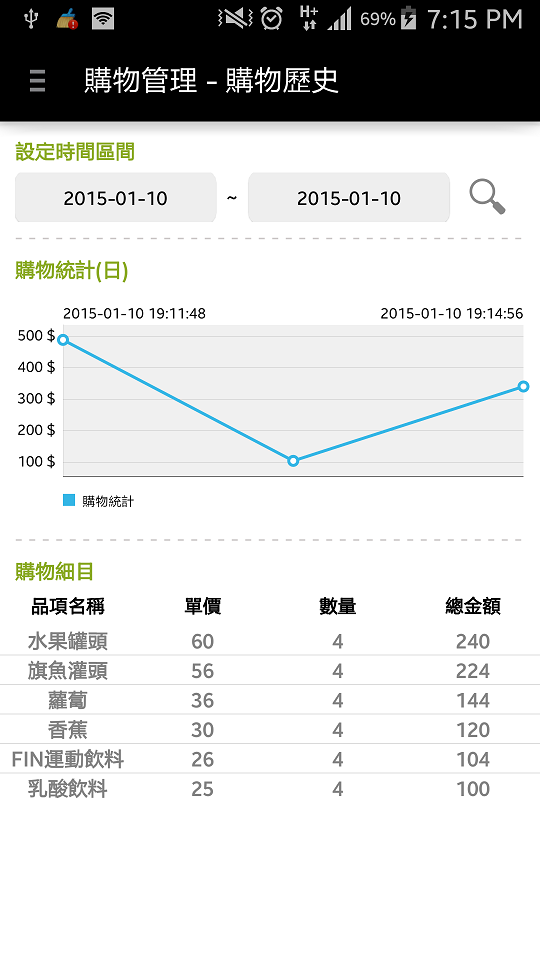 H+ 69% 7:15 PM
購物管理 - 購物歷史
設定時間區間
2015-01-10 ~ 2015-01-10
購物統計(日)
2015-01-10 19:11:48 2015-01-10 19:14:56
500 $
400 $
300 $
200 $
100 $
購物統計
購物細目
品項名稱 單價 數量 總金額
水果罐頭 60 4 240
旗魚灌頭 56 4 224
蘿蔔 36 4 144
香蕉 30 4 120
FIN運動飲料 26 4 104
乳酸飲料 25 4 100